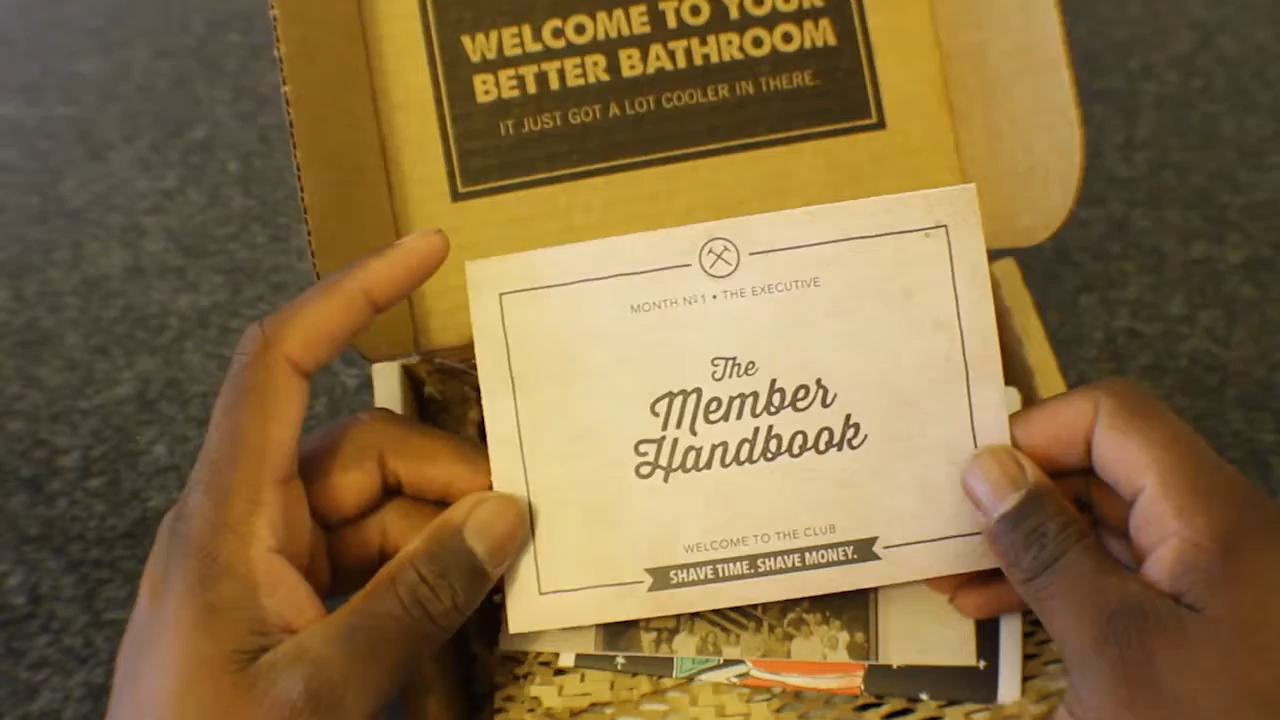 WELCOME TO YOUR
BETTER BATHROOM
IT JUST GOT A LOT COOLER IN THERE.
MONTH Nº1 • THE EXECUTIVE
The
Member
Handbook
WELCOME TO THE CLUB
SHAVE TIME. SHAVE MONEY.